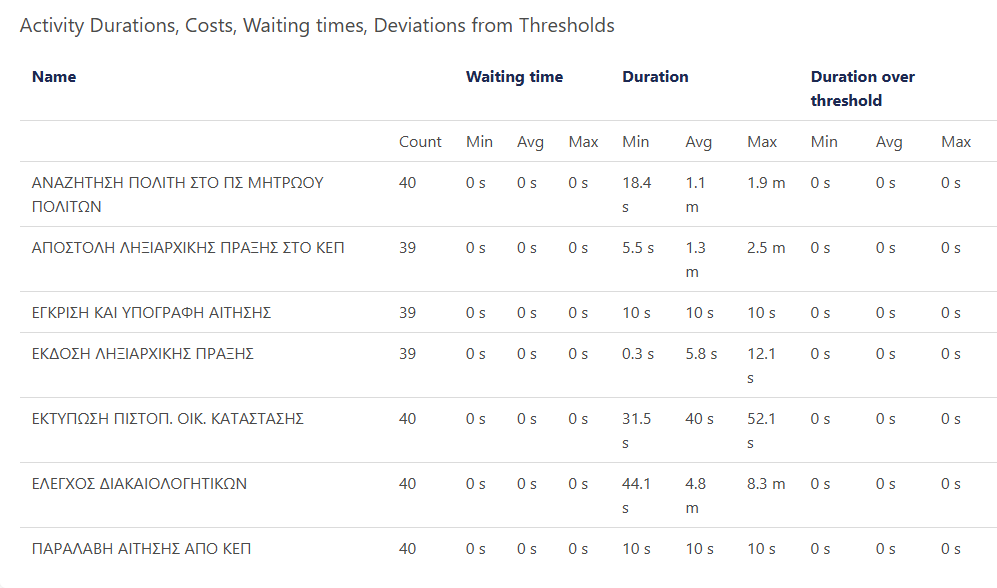 Activity Durations, Costs, Waiting times, Deviations from Thresholds
Name Waiting time Duration Duration over
threshold
Count Min Avg Max Min Avg Max Min Avg Max
ΑΝΑΖΗΤΗΣΗ ΠΟΛΙΤΗ ΣΤΟ ΠΣ ΜΗΤΡΩΟΥ 40 0 s 0 s 0 s 18.4 1.1 1.9 m 0 s 0 s 0 s
ΠΟΛΙΤΩΝ s m
ΑΠΟΣΤΟΛΗ ΛΗΞΙΑΡΧΙΚΗΣ ΠΡΑΞΗΣ ΣΤΟ ΚΕΠ 39 0 s 0 s 0 s 5.5 s 1.3 2.5 m 0 s 0 s 0 s
m
ΕΓΚΡΙΣΗ ΚΑΙ ΥΠΟΓΡΑΦΗ ΑΙΤΗΣΗΣ 39 0 s 0 s 0 s 10 s 10 s 10 s 0 s 0 s 0 s
ΕΚΔΟΣΗ ΛΗΞΙΑΡΧΙΚΗΣ ΠΡΑΞΗΣ 39 0 s 0 s 0 s 0.3 s 5.8 s 12.1 0 s 0 s 0 s
s
ΕΚΤΥΠΩΣΗ ΠΙΣΤΟΠ. ΟΙΚ. ΚΑΤΑΣΤΑΣΗΣ 40 0 s 0 s 0 s 31.5 40 s 52.1 0 s 0 s 0 s
s s
ΕΛΕΓΧΟΣ ΔΙΑΚΑΙΟΛΟΓΗΤΙΚΩΝ 40 0 s 0 s 0 s 44.1 4.8 8.3 m 0 s 0 s 0 s
s m
ΠΑΡΑΛΑΒΗ ΑΙΤΗΣΗΣ ΑΠΟ ΚΕΠ 40 0 s 0 s 0 s 10 s 10 s 10 s 0 s 0 s 0 s